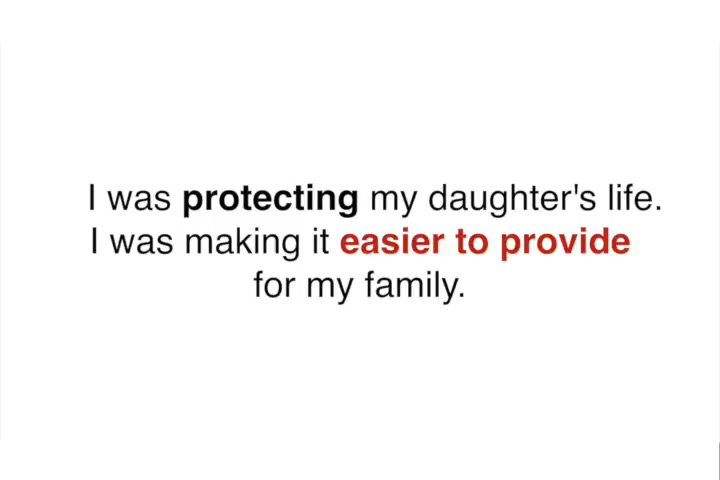 I was protecting my daughter's life.
I was making it easier to provide
for my family.